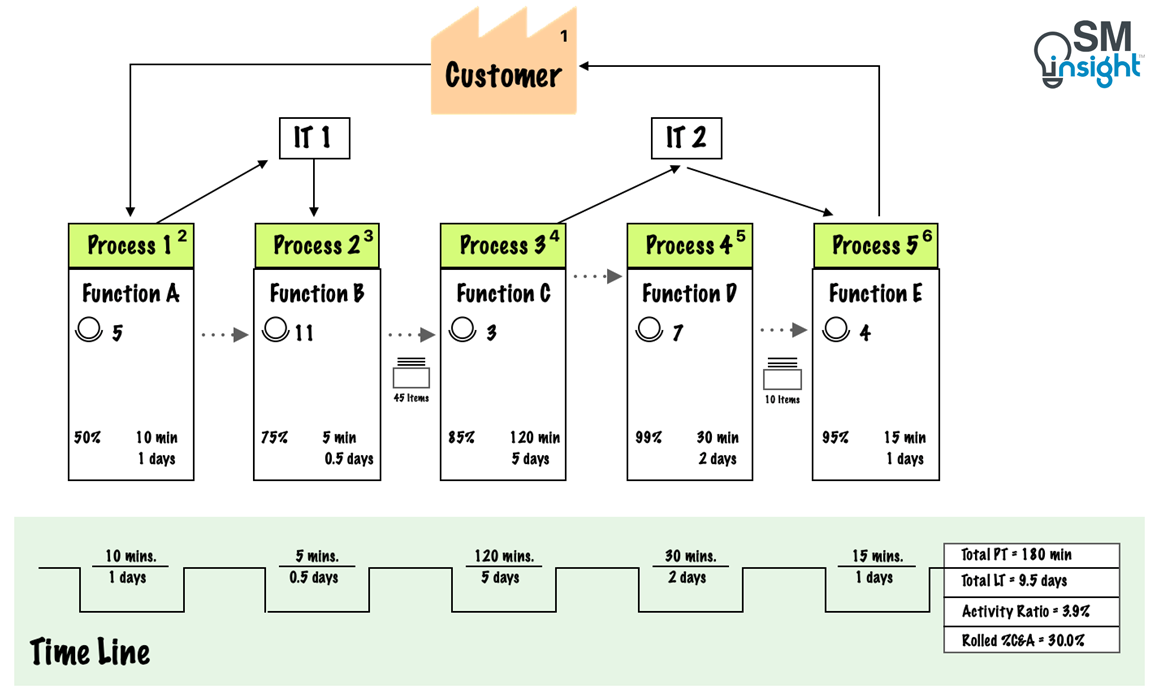 1
Customer
SM
insight™
IT 1
IT 2
Process 1 2
Process 2 3
Process 3 4
Process 4 5
Process 5 6
Function A
Function B
Function C
Function D
Function E
5
11
3
7
4
45 Items
10 Items
50%
10 min
1 days
75%
5 min
0.5 days
85%
120 min
5 days
99%
30 min
2 days
95%
15 min
1 days
10 mins.
1 days
5 mins.
0.5 days
120 mins.
5 days
30 mins.
2 days
15 mins.
1 days
Total PT = 180 min
Total LT = 9.5 days
Activity Ratio = 3.9%
Rolled %C&A = 30.0%
Time Line